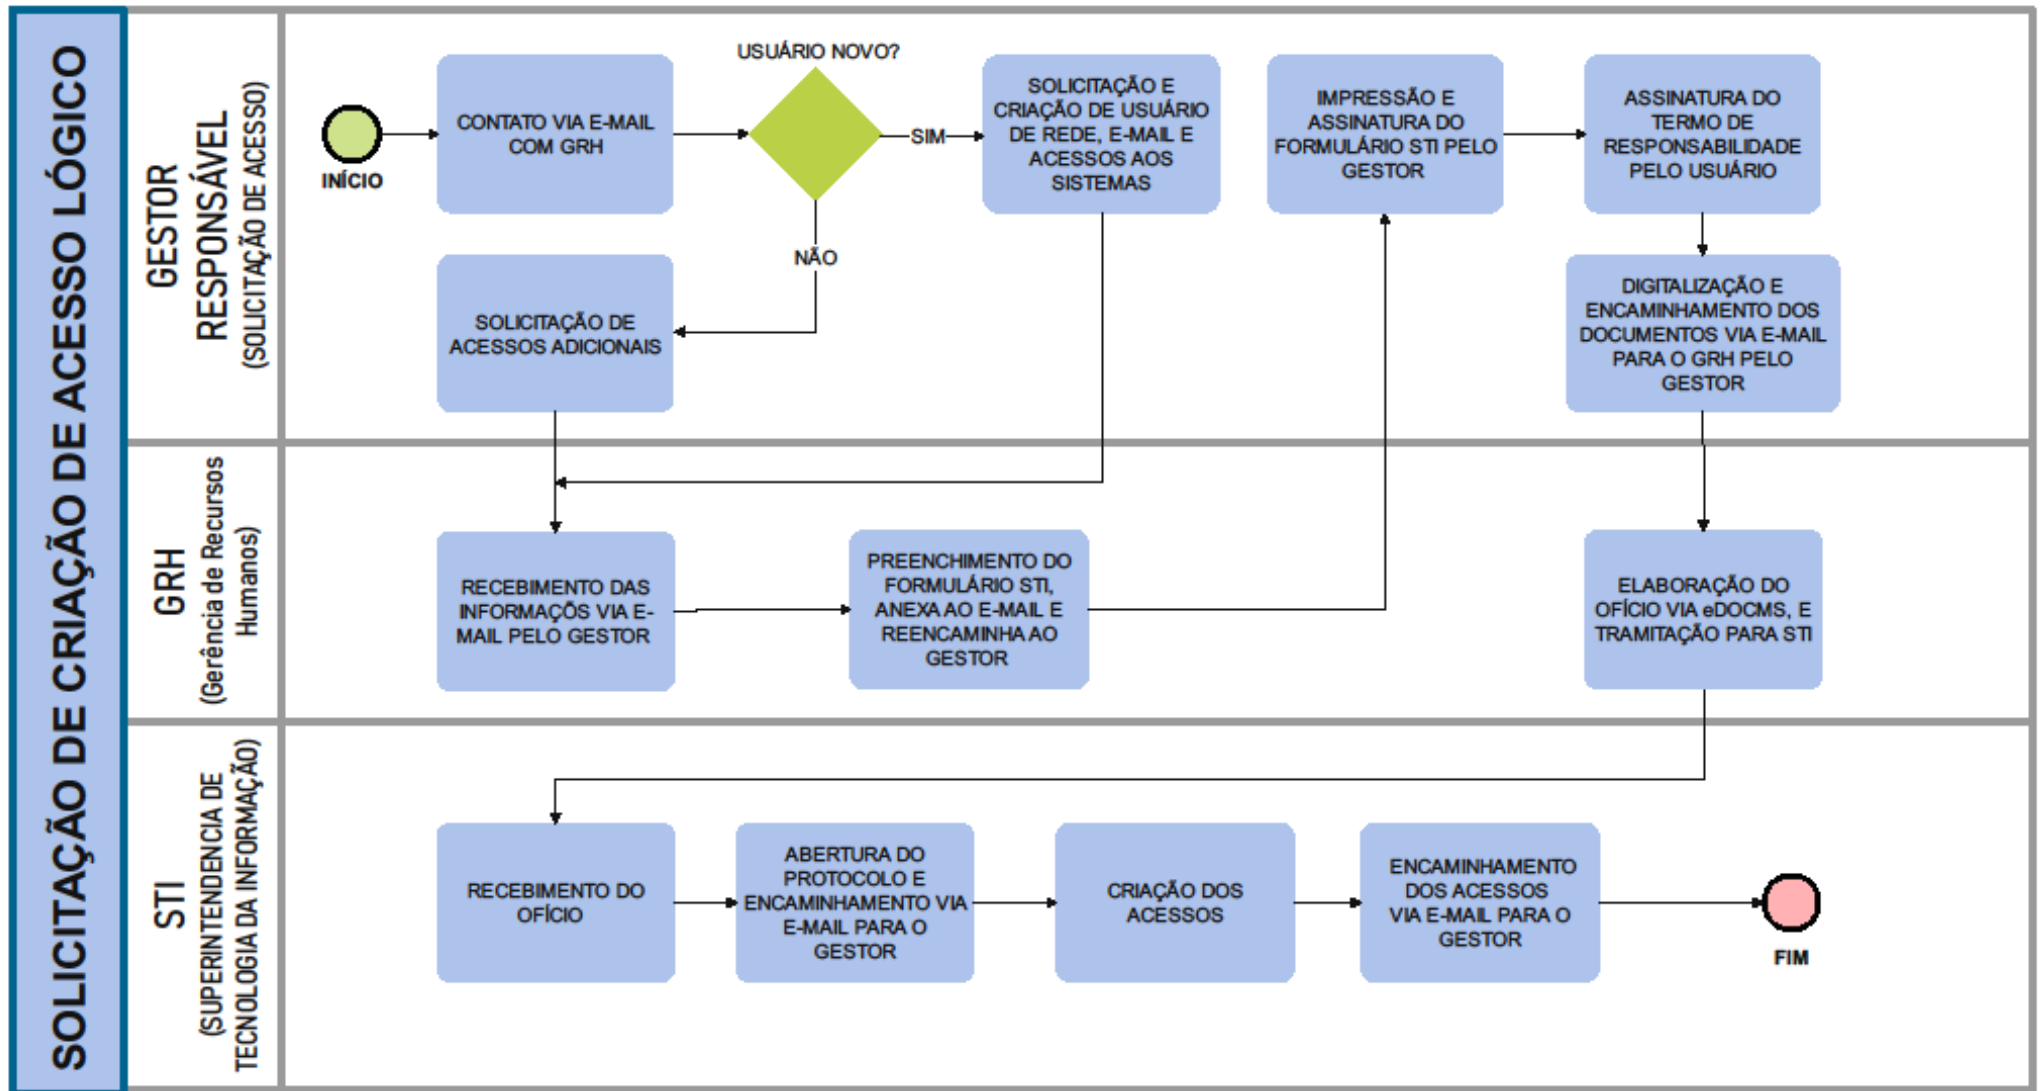 SOLICITAÇÃO DE CRIAÇÃO DE ACESSO LÓGICO
GESTOR
RESPONSÁVEL
(SOLICITAÇÃO DE ACESSO)
INÍCIO
CONTATO VIA E-MAIL
COM GRH
USUÁRIO NOVO?
SIM
NÃO
SOLICITAÇÃO E
CRIAÇÃO DE USUÁRIO
DE REDE, E-MAIL E
ACESSOS AOS
SISTEMAS
SOLICITAÇÃO DE
ACESSOS ADICIONAIS
IMPRESSÃO E
ASSINATURA DO
FORMULÁRIO STI PELO
GESTOR
ASSINATURA DO
TERMO DE
RESPONSABILIDADE
PELO USUÁRIO
DIGITALIZAÇÃO E
ENCAMINHAMENTO DOS
DOCUMENTOS VIA E-MAIL
PARA O GRH PELO
GESTOR
GRH
(Gerência de Recursos
Humanos)
RECEBIMENTO DAS
INFORMAÇÕS VIA E-
MAIL PELO GESTOR
PREENCHIMENTO DO
FORMULÁRIO STI,
ANEXA AO E-MAIL E
REENCAMINHA AO
GESTOR
ELABORAÇÃO DO
OFÍCIO VIA eDOCMS, E
TRAMITAÇÃO PARA STI
STI
(SUPERINTENDENCIA DE
TECNOLOGIA DA INFORMAÇÃO)
RECEBIMENTO DO
OFÍCIO
ABERTURA DO
PROTOCOLO E
ENCAMINHAMENTO VIA
E-MAIL PARA O
GESTOR
CRIAÇÃO DOS
ACESSOS
ENCAMINHAMENTO
DOS ACESSOS
VIA E-MAIL PARA O
GESTOR
FIM